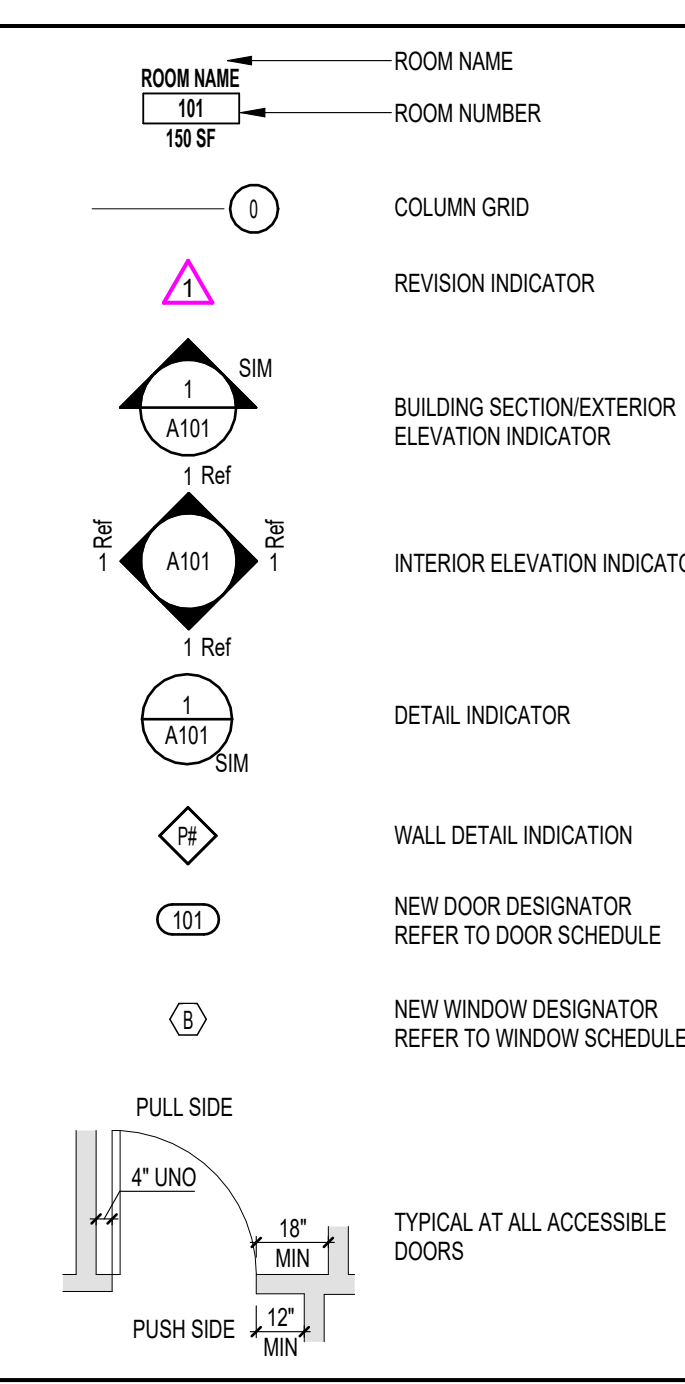 ROOM NAME
ROOM NAME
101
ROOM NUMBER
150 SF
0
COLUMN GRID
1
REVISION INDICATOR
SIM
1
A101
BUILDING SECTION/EXTERIOR
ELEVATION INDICATOR
1 Ref
1 Ref
A101
1 Ref
INTERIOR ELEVATION INDICATO
1 Ref
1
A101
SIM
DETAIL INDICATOR
P#
WALL DETAIL INDICATION
101
NEW DOOR DESIGNATOR
REFER TO DOOR SCHEDULE
B
NEW WINDOW DESIGNATOR
REFER TO WINDOW SCHEDULE
PULL SIDE
4" UNO
18"
MIN
TYPICAL AT ALL ACCESSIBLE
DOORS
PUSH SIDE
12"
MIN